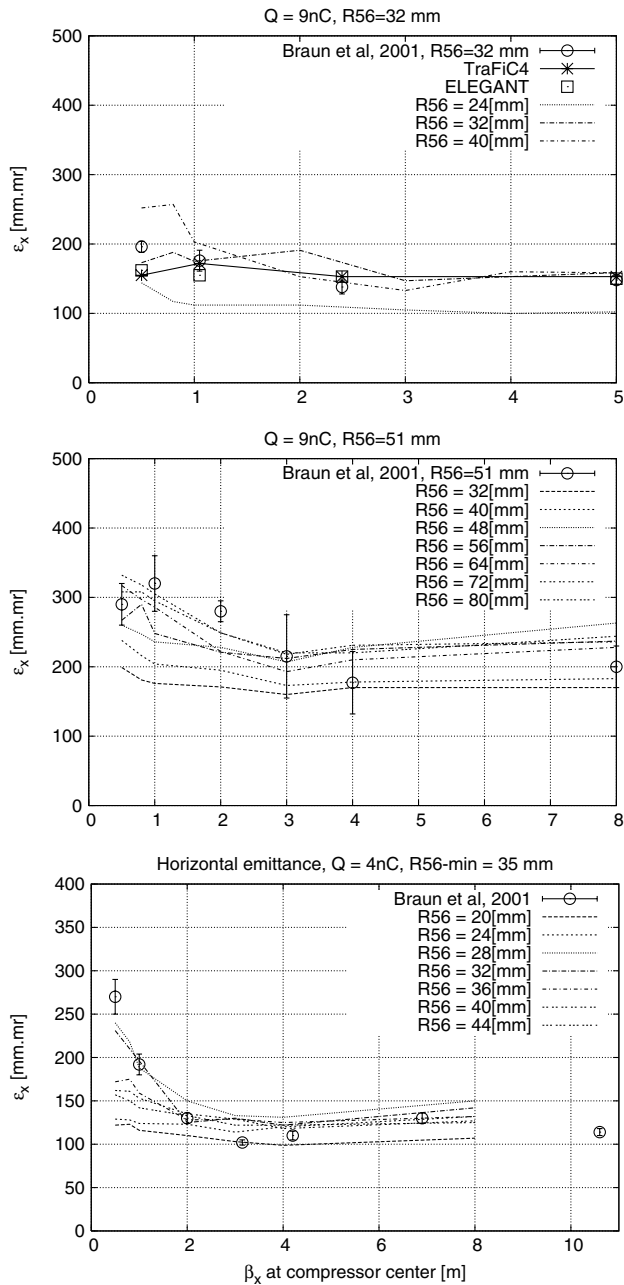 Q = 9nC, R56=32 mm
500
400
300
200
100
0
εx [mm.mr]
Braun et al, 2001, R56=32 mm
TraFiC4
ELEGANT
R56 = 24[mm]
R56 = 32[mm]
R56 = 40[mm]
0 1 2 3 4 5
Q = 9nC, R56=51 mm
500
400
300
200
100
0
εx [mm.mr]
Braun et al, 2001, R56=51 mm
R56 = 32[mm]
R56 = 40[mm]
R56 = 48[mm]
R56 = 56[mm]
R56 = 64[mm]
R56 = 72[mm]
R56 = 80[mm]
0 1 2 3 4 5 6 7 8
Horizontal emittance, Q = 4nC, R56-min = 35 mm
400
350
300
250
200
150
100
50
0
εx [mm.mr]
Braun et al, 2001
R56 = 20[mm]
R56 = 24[mm]
R56 = 28[mm]
R56 = 32[mm]
R56 = 36[mm]
R56 = 40[mm]
R56 = 44[mm]
0 2 4 6 8 10
βx at compressor center [m]